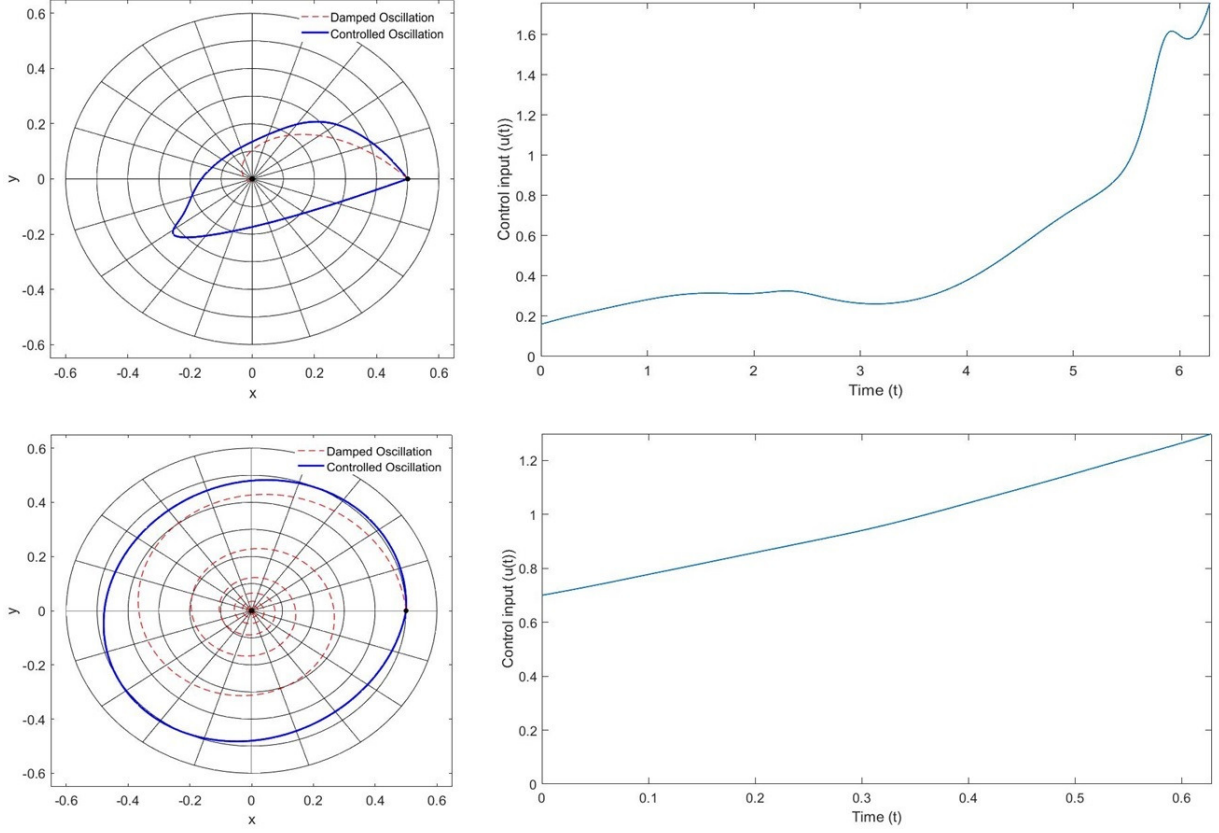 0.6
0.4
0.2
0
-0.2
-0.4
-0.6
y
-0.6 -0.4 -0.2 0 0.2 0.4 0.6
x
Damped Oscillation
Controlled Oscillation
1.6
1.4
1.2
1
0.8
0.6
0.4
0.2
0
Control input (u(t))
0 1 2 3 4 5 6
Time (t)
0.6
0.4
0.2
0
-0.2
-0.4
-0.6
y
-0.6 -0.4 -0.2 0 0.2 0.4 0.6
x
Damped Oscillation
Controlled Oscillation
1.2
1
0.8
0.6
0.4
0.2
0
Control input (u(t))
0 0.1 0.2 0.3 0.4 0.5 0.6
Time (t)